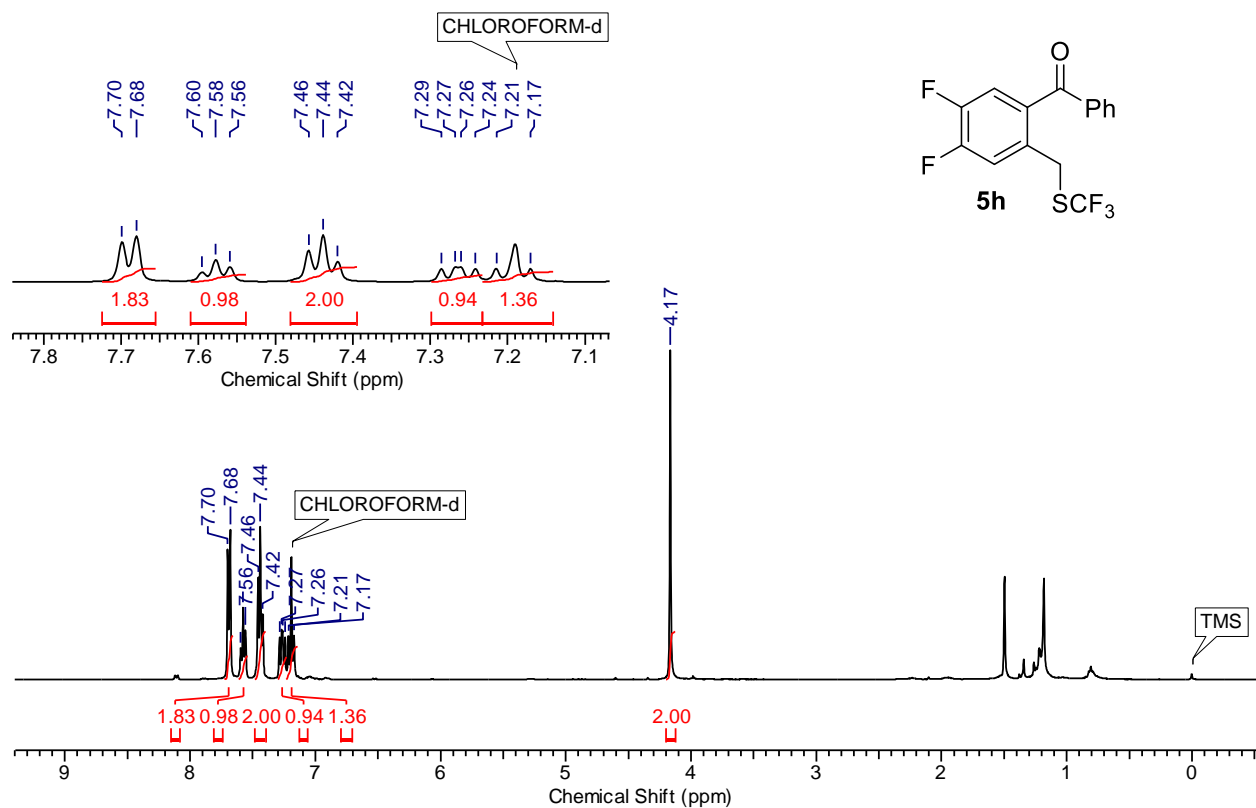 CHLOROFORM-d
7.70
7.68
7.60
7.58
7.56
7.46
7.44
7.42
7.29
7.27
7.26
7.24
7.21
7.17
O
F
Ph
F
SCF3
5h
1.83 0.98 2.00 0.94 1.36
7.8 7.7 7.6 7.5 7.4 7.3 7.2 7.1
Chemical Shift (ppm)
4.17
7.70
7.68
7.56
7.46
7.44
7.42
7.27
7.26
7.21
7.17
CHLOROFORM-d
TMS
1.83 0.98 2.00 0.94 1.36 2.00
9 8 7 6 5 4 3 2 1 0
Chemical Shift (ppm)